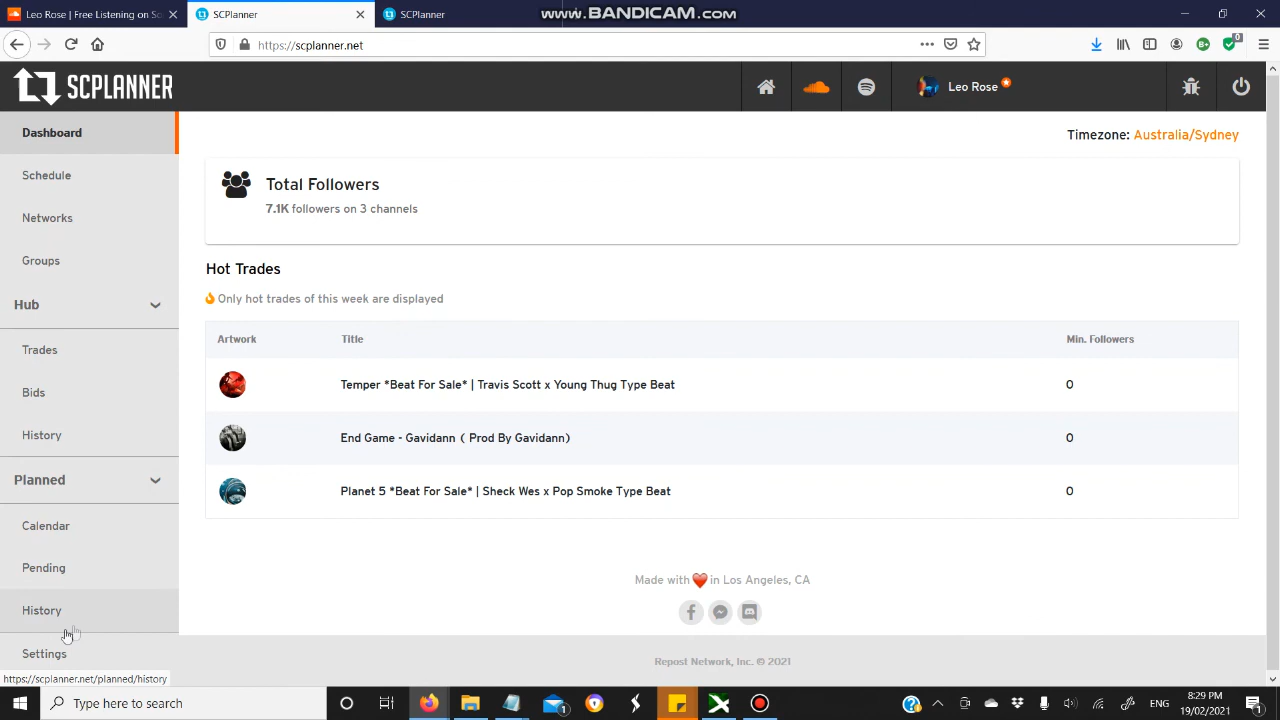 Leo Rose | Free Listening on So
SCPlanner
SCPlanner
www.BANDICAM.com
https://scplanner.net
0
SCPLANNER
Leo Rose
Dashboard
Schedule
Networks
Groups
Hub
Trades
Bids
History
Planned
Calendar
Pending
History
Settings
https://scplanner.net/planned/history
Timezone: Australia/Sydney
Total Followers
7.1K followers on 3 channels
Hot Trades
Only hot trades of this week are displayed
Artwork Title Min. Followers
Temper *Beat For Sale* | Travis Scott x Young Thug Type Beat 0
End Game - Gavidann ( Prod By Gavidann) 0
Planet 5 *Beat For Sale* | Sheck Wes x Pop Smoke Type Beat 0
Made with ❤️ in Los Angeles, CA
Repost Network, Inc. © 2021
Type here to search
1
ENG
8:29 PM
19/02/2021
1